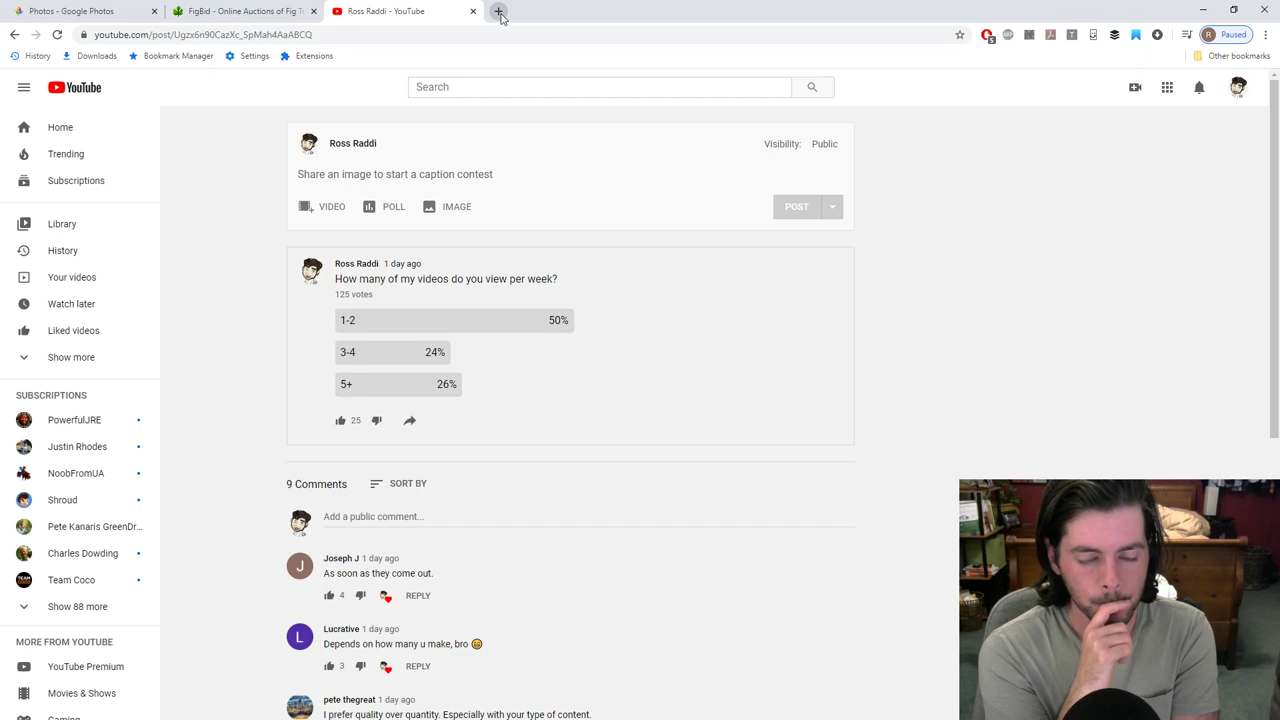 Photos - Google Photos
FigBid - Online Auctions of Fig T
Ross Raddi - YouTube
youtube.com/post/Ugzx6n90CazXc_SpMah4AaABCQ
Paused
History
Downloads
Bookmark Manager
Settings
Extensions
Other bookmarks
YouTube
Search
Home
Trending
Subscriptions
Library
History
Your videos
Watch later
Liked videos
Show more
SUBSCRIPTIONS
PowerfulJRE
Justin Rhodes
NoobFromUA
Shroud
Pete Kanaris GreenDr...
Charles Dowding
Team Coco
Show 88 more
MORE FROM YOUTUBE
YouTube Premium
Movies & Shows
Gaming
Ross Raddi
Visibility: Public
Share an image to start a caption contest
VIDEO
POLL
IMAGE
POST
Ross Raddi 1 day ago
How many of my videos do you view per week?
125 votes
1-2 50%
3-4 24%
5+ 26%
25
9 Comments
SORT BY
Add a public comment...
J
Joseph J 1 day ago
As soon as they come out.
4
REPLY
L
Lucrative 1 day ago
Depends on how many u make, bro 😄
3
REPLY
pete thegreat 1 day ago
I prefer quality over quantity. Especially with your type of content.